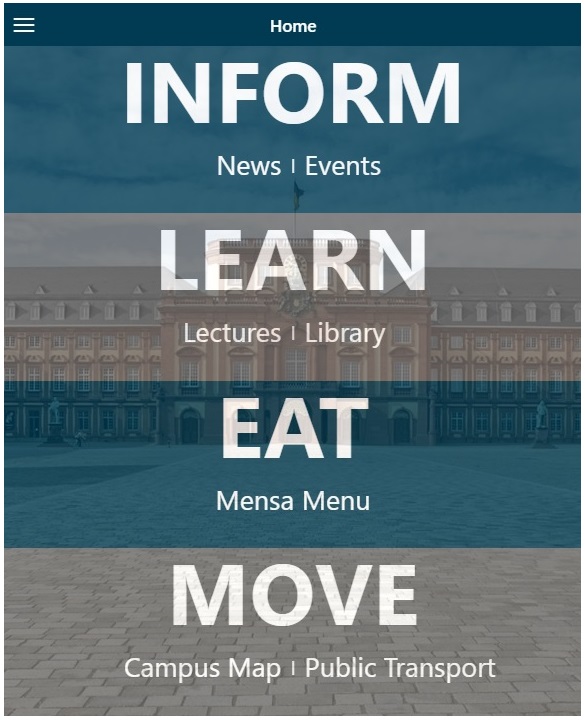 Home
INFORM
News | Events
LEARN
Lectures | Library
EAT
Mensa Menu
MOVE
Campus Map | Public Transport